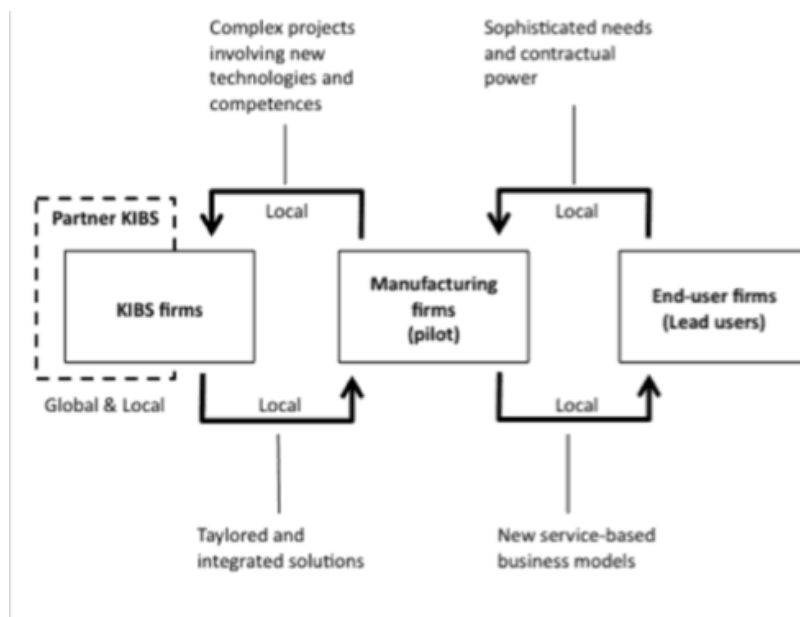 Complex projects
involving new
technologies and
competences
Sophisticated needs
and contractual
power
Local
Local
Partner KIBS
KIBS firms
Manufacturing
firms
(pilot)
End-user firms
(Lead users)
Global & Local
Local
Local
Taylored and
integrated solutions
New service-based
business models